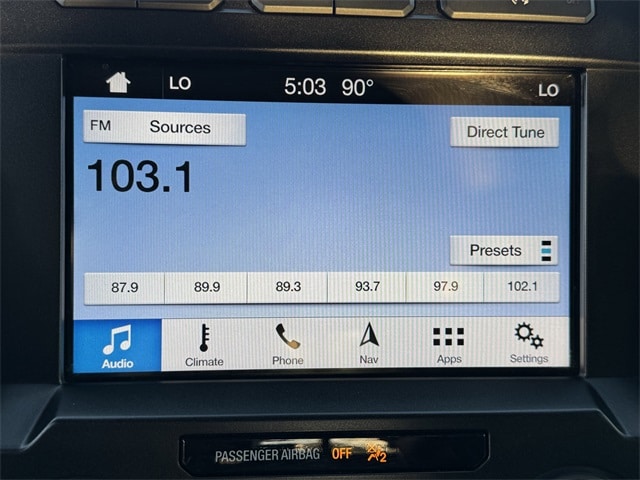 LO 5:03 90° LO
FM Sources Direct Tune
103.1
Presets
87.9 89.9 89.3 93.7 97.9 102.1
Audio Climate Phone Nav Apps Settings
PASSENGER AIRBAG OFF 2